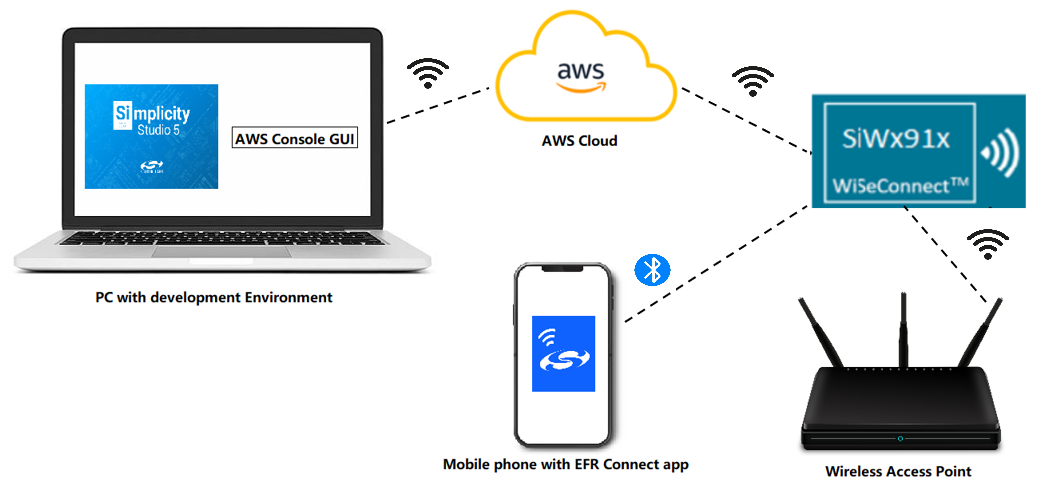 Simplicity
Studio 5
AWS Console GUI
PC with development Environment
aws
AWS Cloud
SiWx91x
WiSeConnect™
Mobile phone with EFR Connect app
Wireless Access Point